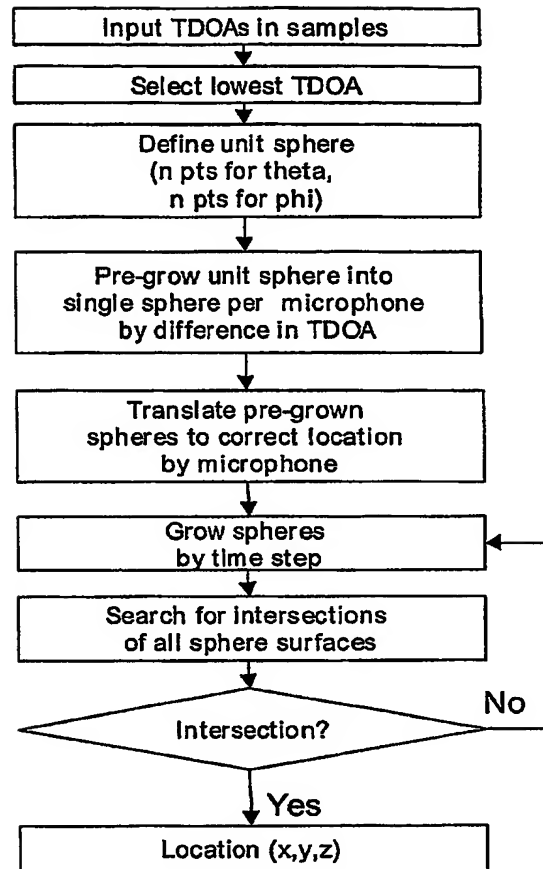 Input TDOAs in samples
Select lowest TDOA
Define unit sphere
(n pts for theta,
n pts for phi)
Pre-grow unit sphere into
single sphere per microphone
by difference in TDOA
Translate pre-grown
spheres to correct location
by microphone
Grow spheres
by time step
Search for intersections
of all sphere surfaces
Intersection?
No
Yes
Location (x,y,z)